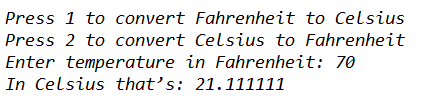 Press 1 to convert Fahrenheit to Celsius
Press 2 to convert Celsius to Fahrenheit
Enter temperature in Fahrenheit: 70
In Celsius that’s: 21.111111